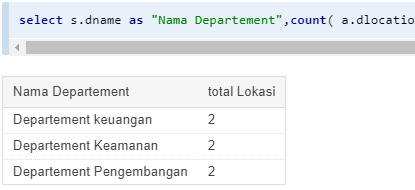 select s.dname as "Nama Departement",count( a.dlocatio
Nama Departement total Lokasi
Departement keuangan 2
Departement Keamanan 2
Departement Pengembangan 2